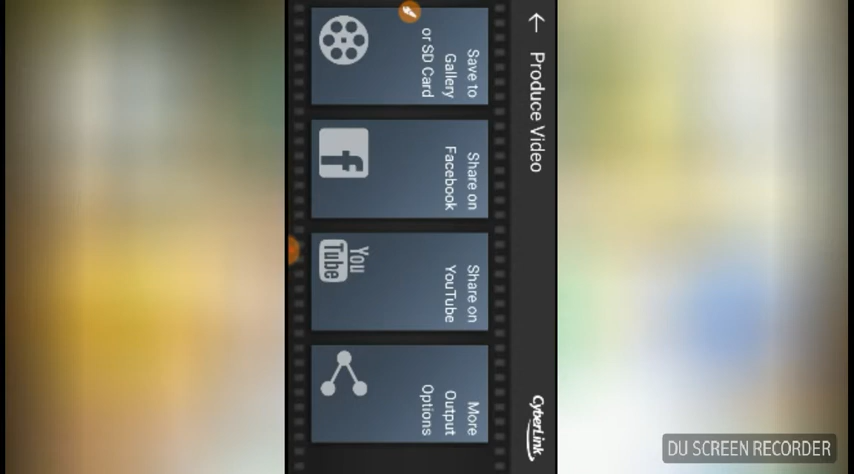 Produce Video
CyberLink
Save to
Gallery
or SD Card
Share on
Facebook
Share on
YouTube
You
Tube
More
Output
Options
DU SCREEN RECORDER